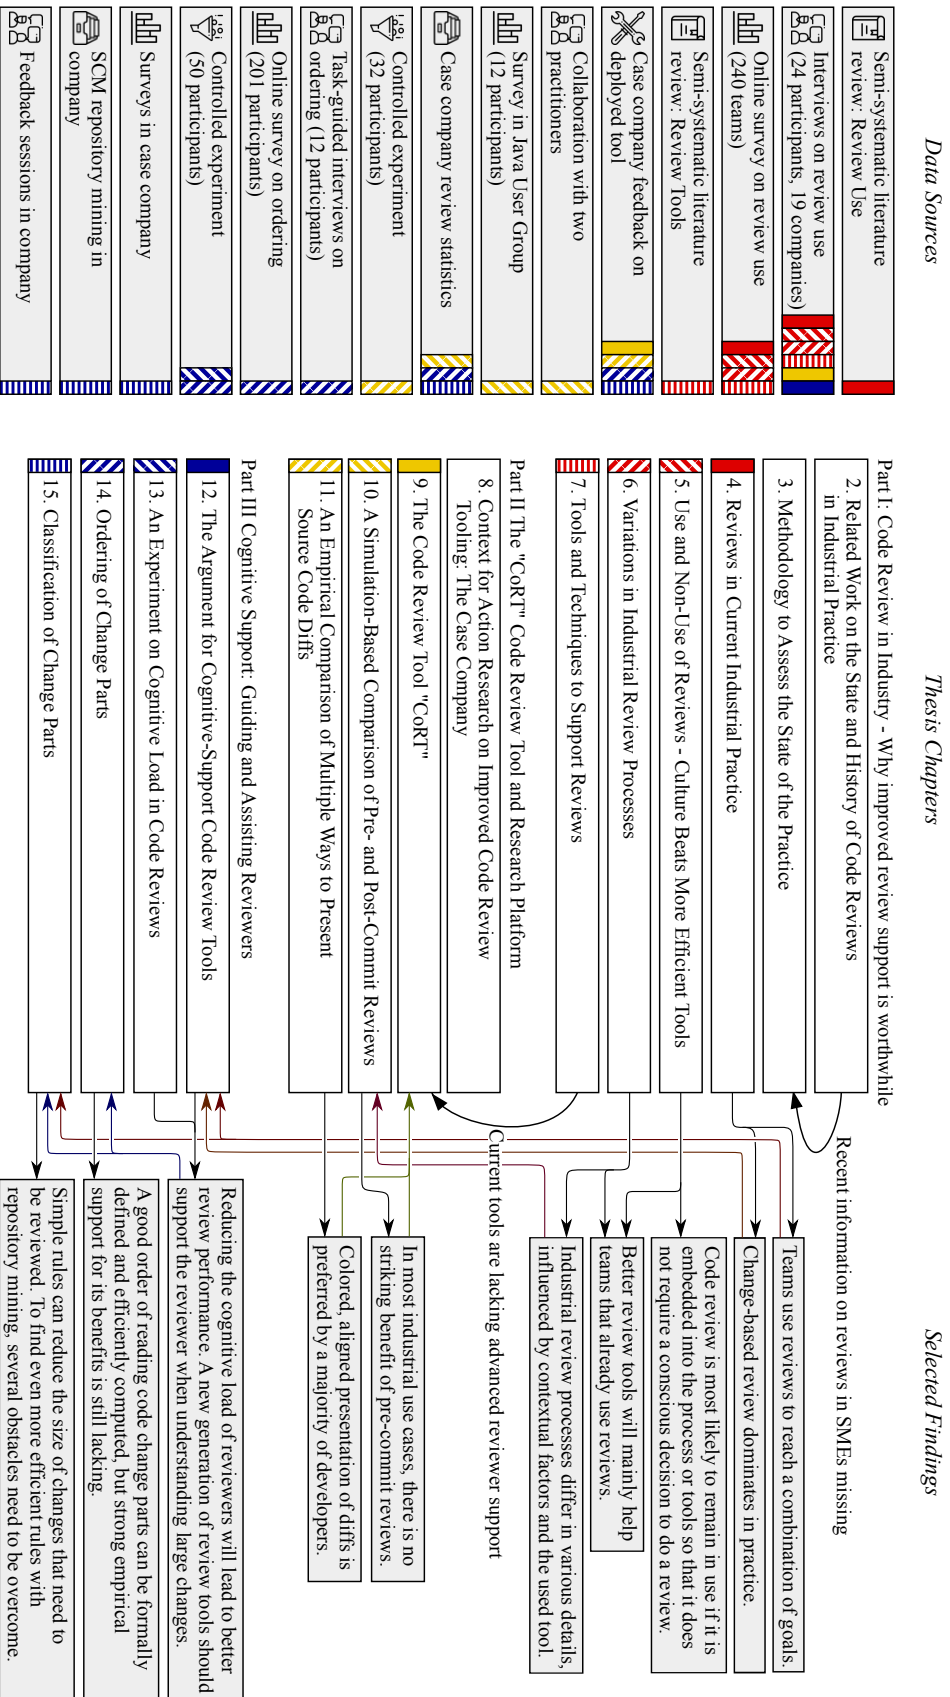 Data Sources
Semi-systematic literature
review: Review Use
Interviews on review use
(24 participants, 19 companies)
Online survey on review use
(240 teams)
Semi-systematic literature
review: Review Tools
Case company feedback on
deployed tool
Collaboration with two
practitioners
Survey in Java User Group
(12 participants)
Case company review statistics
Controlled experiment
(32 participants)
Task-guided interviews on
ordering (12 participants)
Online survey on ordering
(201 participants)
Controlled experiment
(50 participants)
Surveys in case company
SCM repository mining in
company
Feedback sessions in company
Thesis Chapters
Part I: Code Review in Industry - Why improved review support is worthwhile
2. Related Work on the State and History of Code Reviews
in Industrial Practice
3. Methodology to Assess the State of the Practice
4. Reviews in Current Industrial Practice
5. Use and Non-Use of Reviews - Culture Beats More Efficient Tools
6. Variations in Industrial Review Processes
7. Tools and Techniques to Support Reviews
Part II The "CoRT" Code Review Tool and Research Platform
8. Context for Action Research on Improved Code Review
Tooling: The Case Company
9. The Code Review Tool "CoRT"
10. A Simulation-Based Comparison of Pre- and Post-Commit Reviews
11. An Empirical Comparison of Multiple Ways to Present
Source Code Diffs
Part III Cognitive Support: Guiding and Assisting Reviewers
12. The Argument for Cognitive-Support Code Review Tools
13. An Experiment on Cognitive Load in Code Reviews
14. Ordering of Change Parts
15. Classification of Change Parts
Selected Findings
Recent information on reviews in SMEs missing
Teams use reviews to reach a combination of goals.
Change-based review dominates in practice.
Code review is most likely to remain in use if it is
embedded into the process or tools so that it does
not require a conscious decision to do a review.
Better review tools will mainly help
teams that already use reviews.
Industrial review processes differ in various details,
influenced by contextual factors and the used tool.
Current tools are lacking advanced reviewer support
In most industrial use cases, there is no
striking benefit of pre-commit reviews.
Colored, aligned presentation of diffs is
preferred by a majority of developers.
Reducing the cognitive load of reviewers will lead to better
review performance. A new generation of review tools should
support the reviewer when understanding large changes.
A good order of reading code change parts can be formally
defined and efficiently computed, but strong empirical
support for its benefits is still lacking.
Simple rules can reduce the size of changes that need to
be reviewed. To find even more efficient rules with
repository mining, several obstacles need to be overcome.